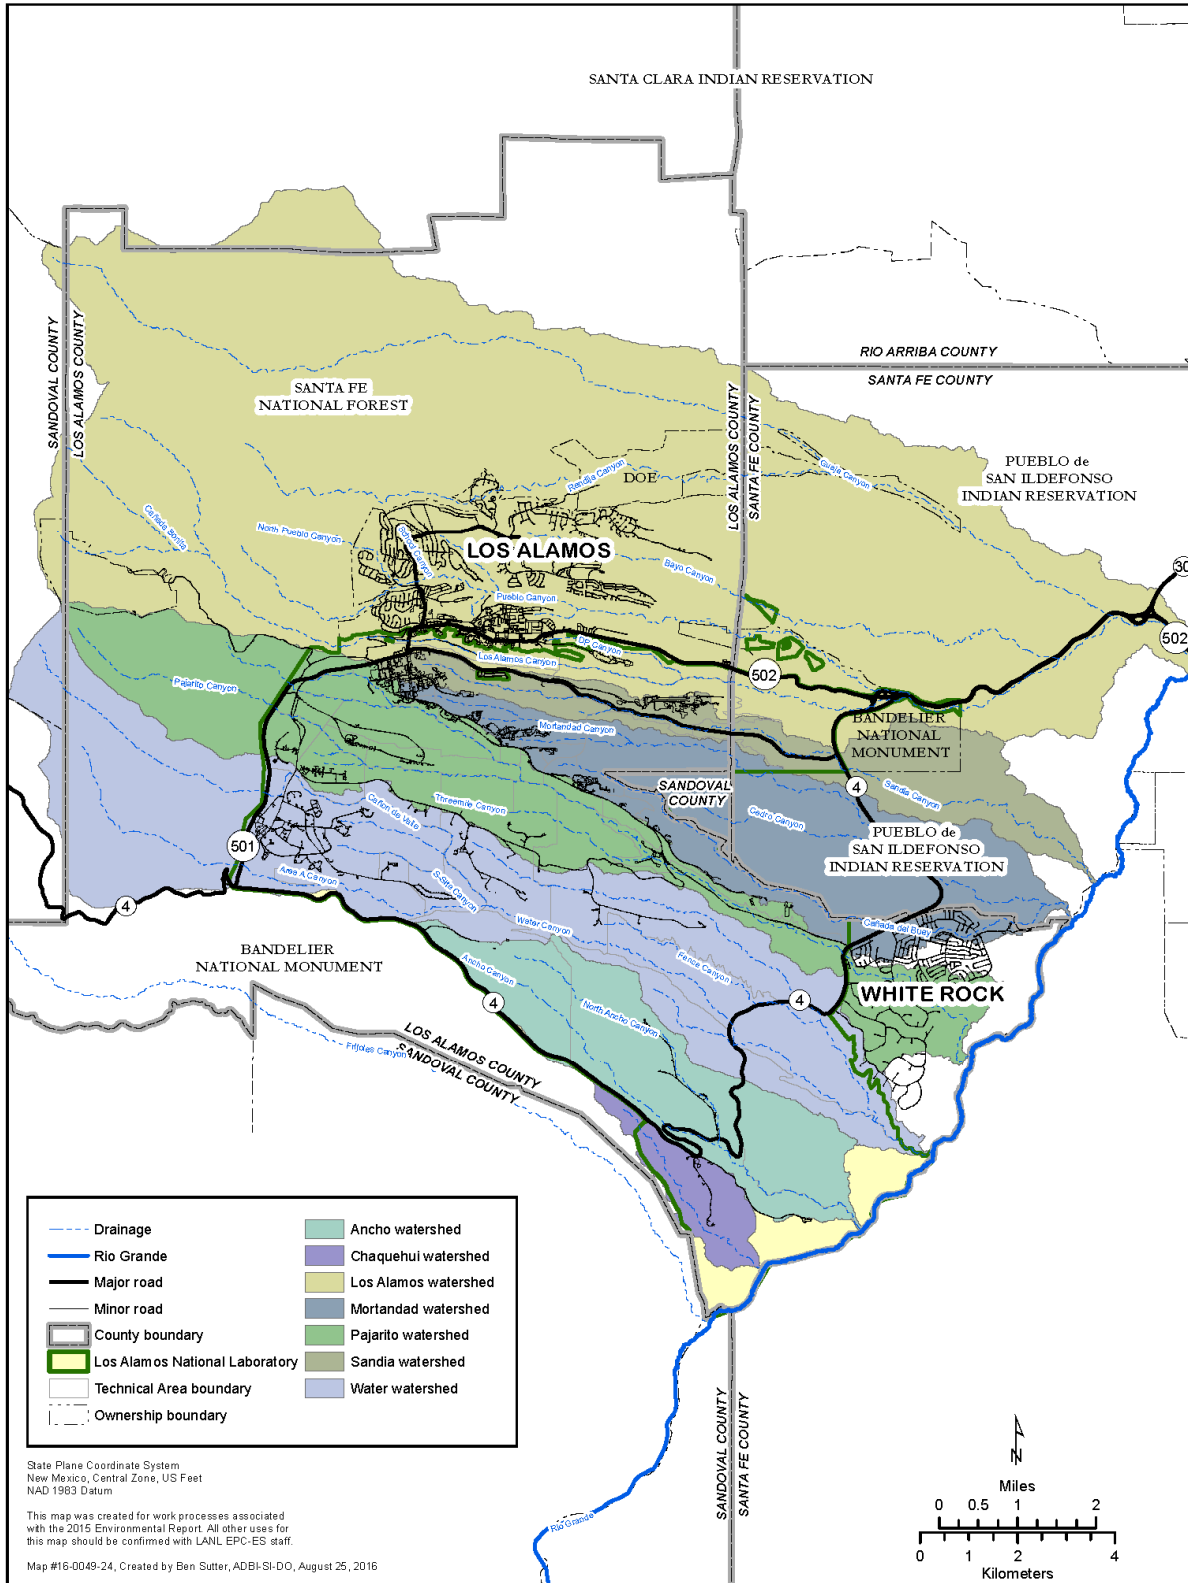 SANTA CLARA INDIAN RESERVATION
SANDOVAL COUNTY
LOS ALAMOS COUNTY
RIO ARRIBA COUNTY
SANTA FE COUNTY
LOS ALAMOS COUNTY
SANTA FE COUNTY
SANTA FE
NATIONAL FOREST
PUEBLO de
SAN ILDEFONSO
INDIAN RESERVATION
Guaje Canyon
Rendija Canyon
DOE
Cañada Bonita
North Pueblo Canyon
School Canyon
LOS ALAMOS
Bayo Canyon
30
Pueblo Canyon
DP Canyon
502
Los Alamos Canyon
502
Pajarito Canyon
Mortandad Canyon
BANDELIER
NATIONAL
MONUMENT
SANDOVAL
COUNTY
4
Sandia Canyon
Threemile Canyon
Cañon de Valle
Cedro Canyon
PUEBLO de
SAN ILDEFONSO
INDIAN RESERVATION
501
Area A Canyon
S-Site Canyon
4
Water Canyon
Cañada del Buey
BANDELIER
NATIONAL MONUMENT
Ancho Canyon
Fence Canyon
WHITE ROCK
4
4
North Ancho Canyon
Frijoles Canyon
LOS ALAMOS COUNTY
SANDOVAL COUNTY
Drainage
Rio Grande
Major road
Minor road
County boundary
Los Alamos National Laboratory
Technical Area boundary
Ownership boundary
Ancho watershed
Chaquehui watershed
Los Alamos watershed
Mortandad watershed
Pajarito watershed
Sandia watershed
Water watershed
SANDOVAL COUNTY
SANTA FE COUNTY
Rio Grande
State Plane Coordinate System
New Mexico, Central Zone, US Feet
NAD 1983 Datum
This map was created for work processes associated
with the 2015 Environmental Report. All other uses for
this map should be confirmed with LANL EPC-ES staff.
Map #16-0049-24, Created by Ben Sutter, ADBI-SI-DO, August 25, 2016
N
Miles
0 0.5 1 2
0 1 2 4
Kilometers